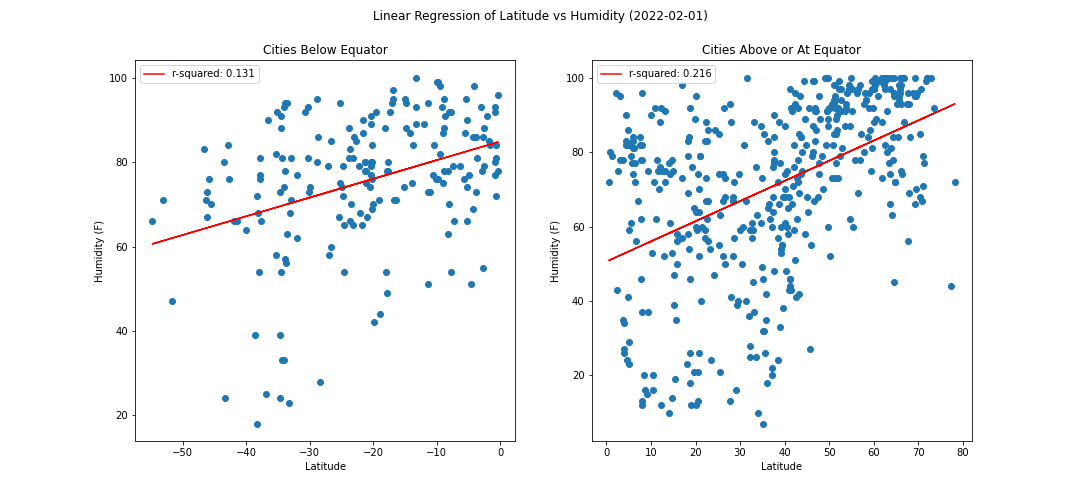 Linear Regression of Latitude vs Humidity (2022-02-01)
Cities Below Equator
r-squared: 0.131
100
80
60
40
20
Humidity (F)
−50
−40
−30
−20
−10
0
Latitude
Cities Above or At Equator
r-squared: 0.216
100
80
60
40
20
Humidity (F)
0
10
20
30
40
50
60
70
80
Latitude